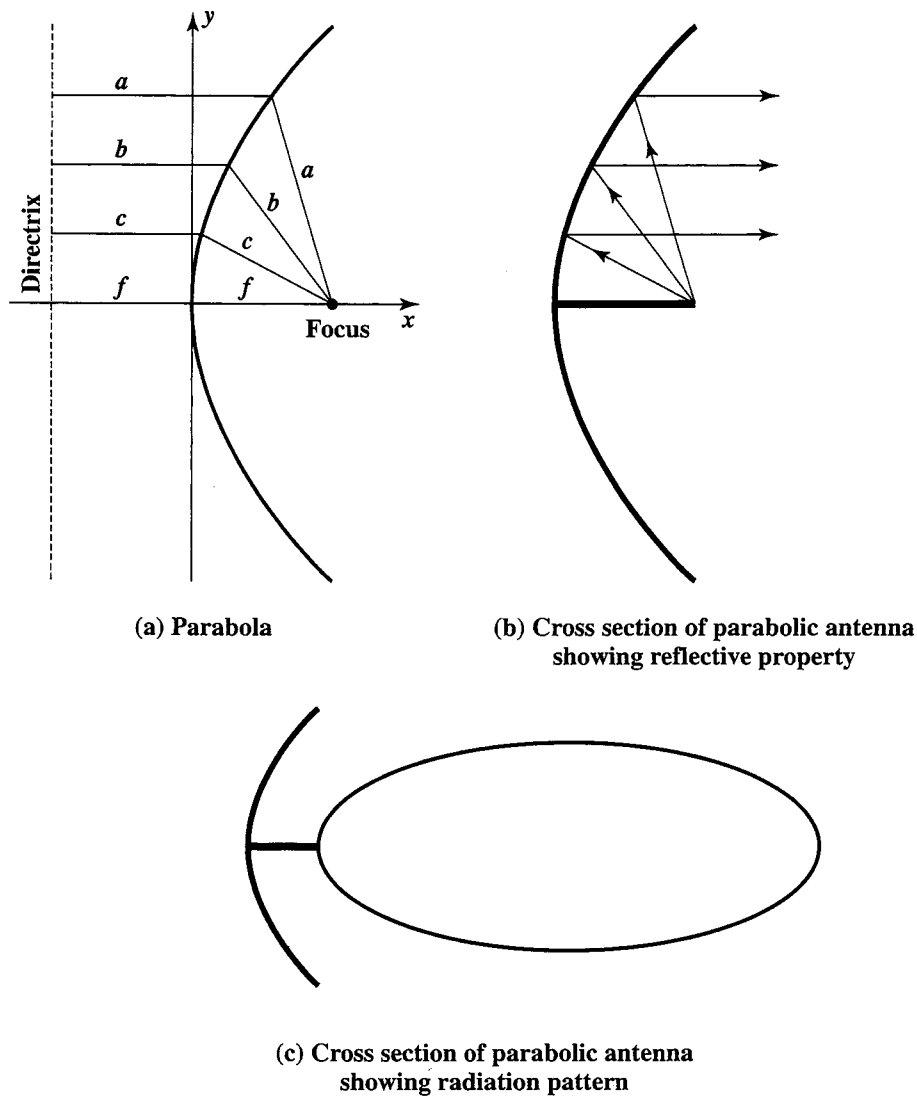 y
a
b
a
b
c
c
Directrix
f
f
Focus
x
(a) Parabola
(b) Cross section of parabolic antenna
showing reflective property
(c) Cross section of parabolic antenna
showing radiation pattern